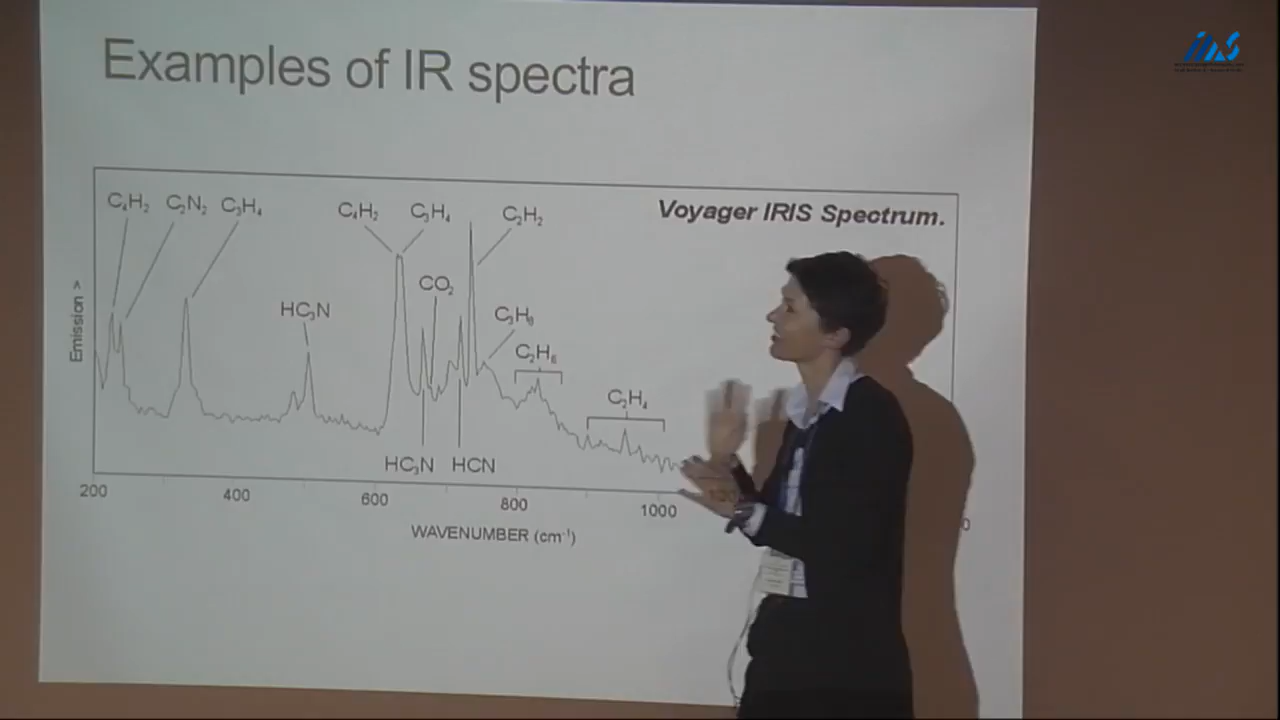 Examples of IR spectra
C₄H₂ C₂N₂ C₃H₄
C₄H₂ C₃H₄ C₂H₂
Voyager IRIS Spectrum.
CO₂
HC₃N
C₃H₈
C₂H₆
C₂H₄
Emission >
HC₃N HCN
200 400 600 800 1000
WAVENUMBER (cm⁻¹)